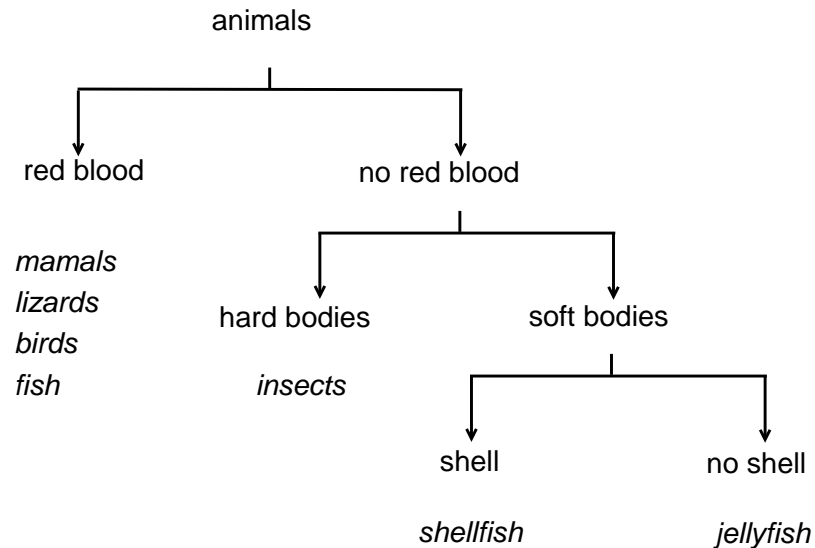 animals
red blood
no red blood
mamals
lizards
birds
fish
hard bodies
soft bodies
insects
shell
no shell
shellfish
jellyfish